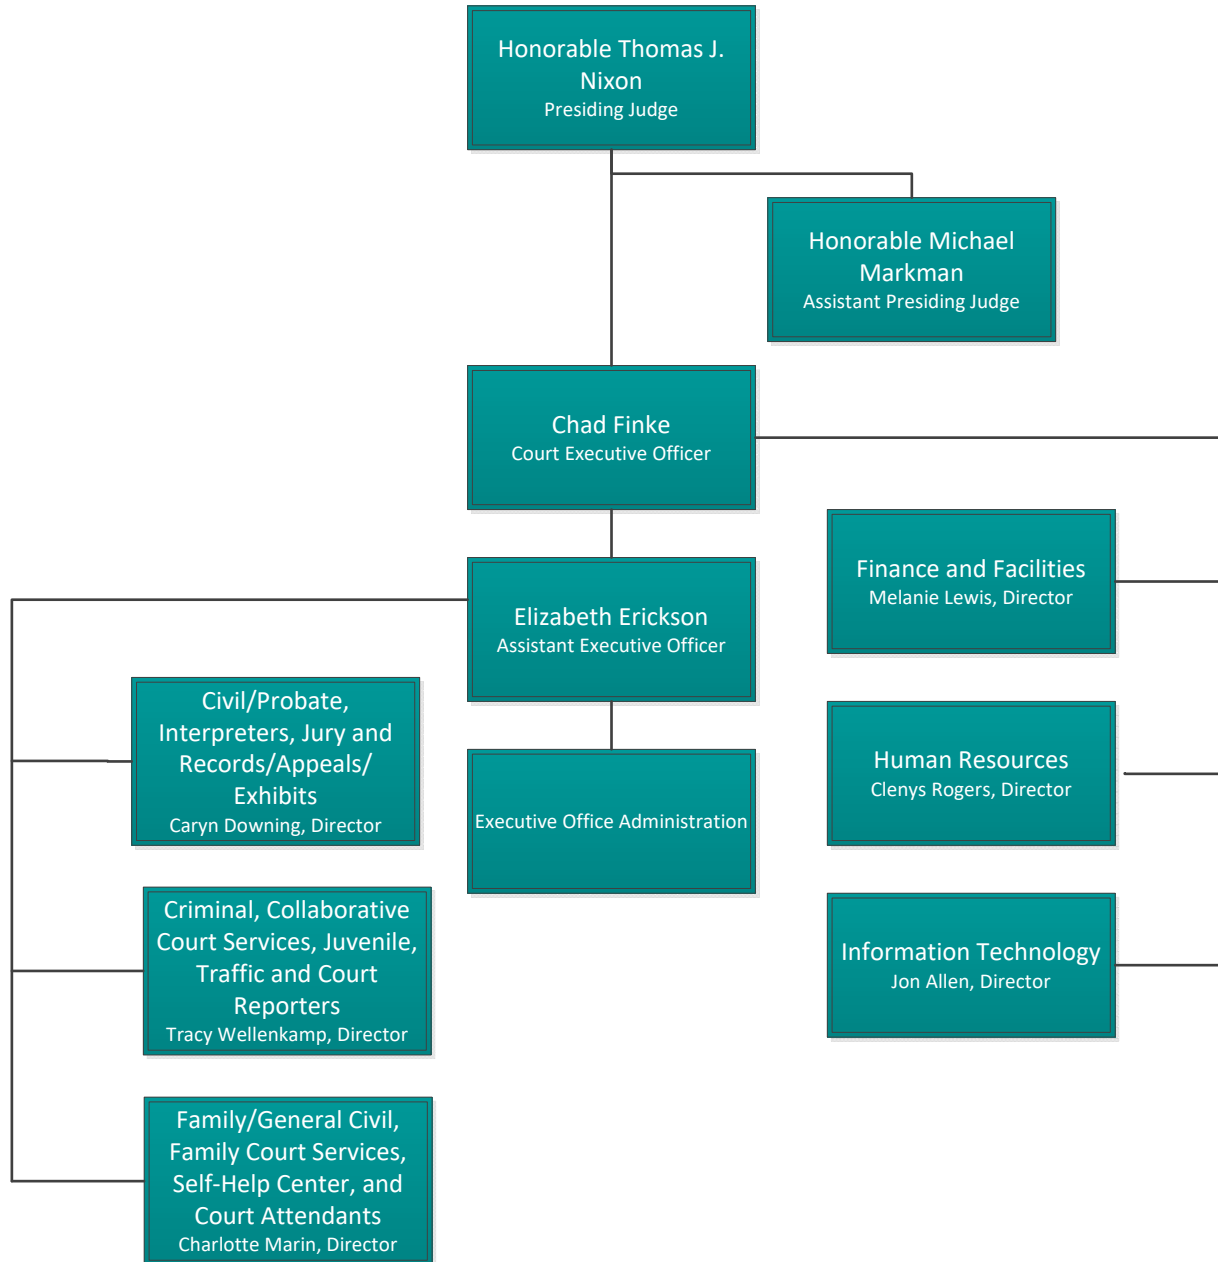 Honorable Thomas J.
Nixon
Presiding Judge
Honorable Michael
Markman
Assistant Presiding Judge
Chad Finke
Court Executive Officer
Finance and Facilities
Melanie Lewis, Director
Elizabeth Erickson
Assistant Executive Officer
Civil/Probate,
Interpreters, Jury and
Records/Appeals/
Exhibits
Caryn Downing, Director
Executive Office Administration
Human Resources
Clenys Rogers, Director
Criminal, Collaborative
Court Services, Juvenile,
Traffic and Court
Reporters
Tracy Wellenkamp, Director
Information Technology
Jon Allen, Director
Family/General Civil,
Family Court Services,
Self-Help Center, and
Court Attendants
Charlotte Marin, Director